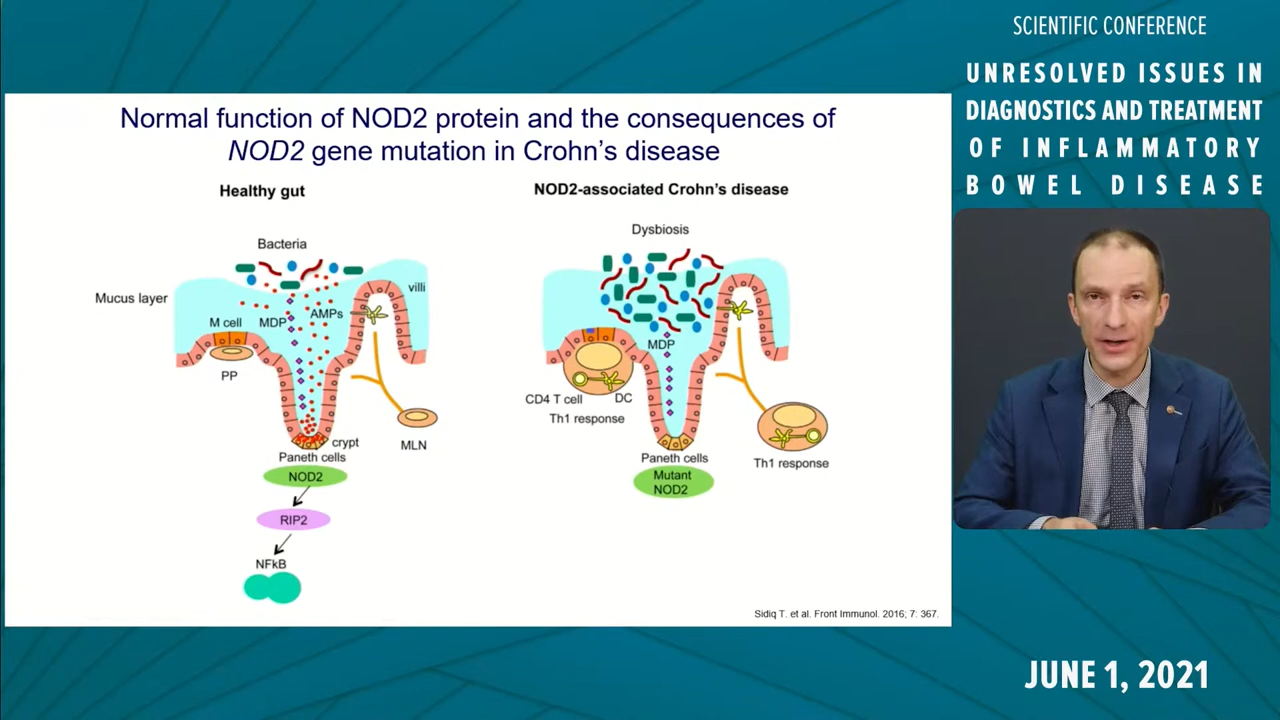 SCIENTIFIC CONFERENCE
UNRESOLVED ISSUES IN
DIAGNOSTICS AND TREATMENT
OF INFLAMMATORY
BOWEL DISEASE
Normal function of NOD2 protein and the consequences of
NOD2 gene mutation in Crohn's disease
Healthy gut
Bacteria
Mucus layer
villi
M cell
MDP
AMPs
PP
crypt
MLN
Paneth cells
NOD2
RIP2
NFkB
NOD2-associated Crohn's disease
Dysbiosis
MDP
CD4 T cell
DC
Th1 response
Paneth cells
Th1 response
Mutant
NOD2
Sidiq T. et al. Front Immunol. 2016; 7: 367.
JUNE 1, 2021